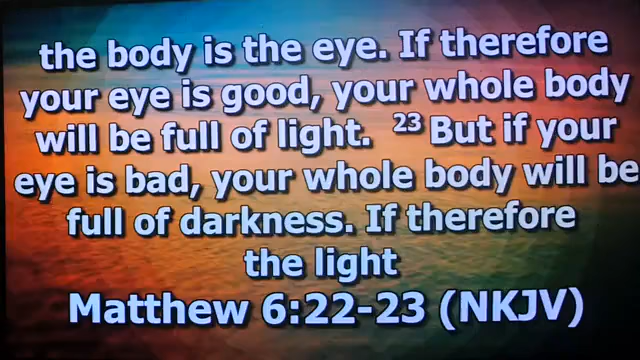 the body is the eye. If therefore
your eye is good, your whole body
will be full of light. 23 But if your
eye is bad, your whole body will be
full of darkness. If therefore
the light
Matthew 6:22-23 (NKJV)